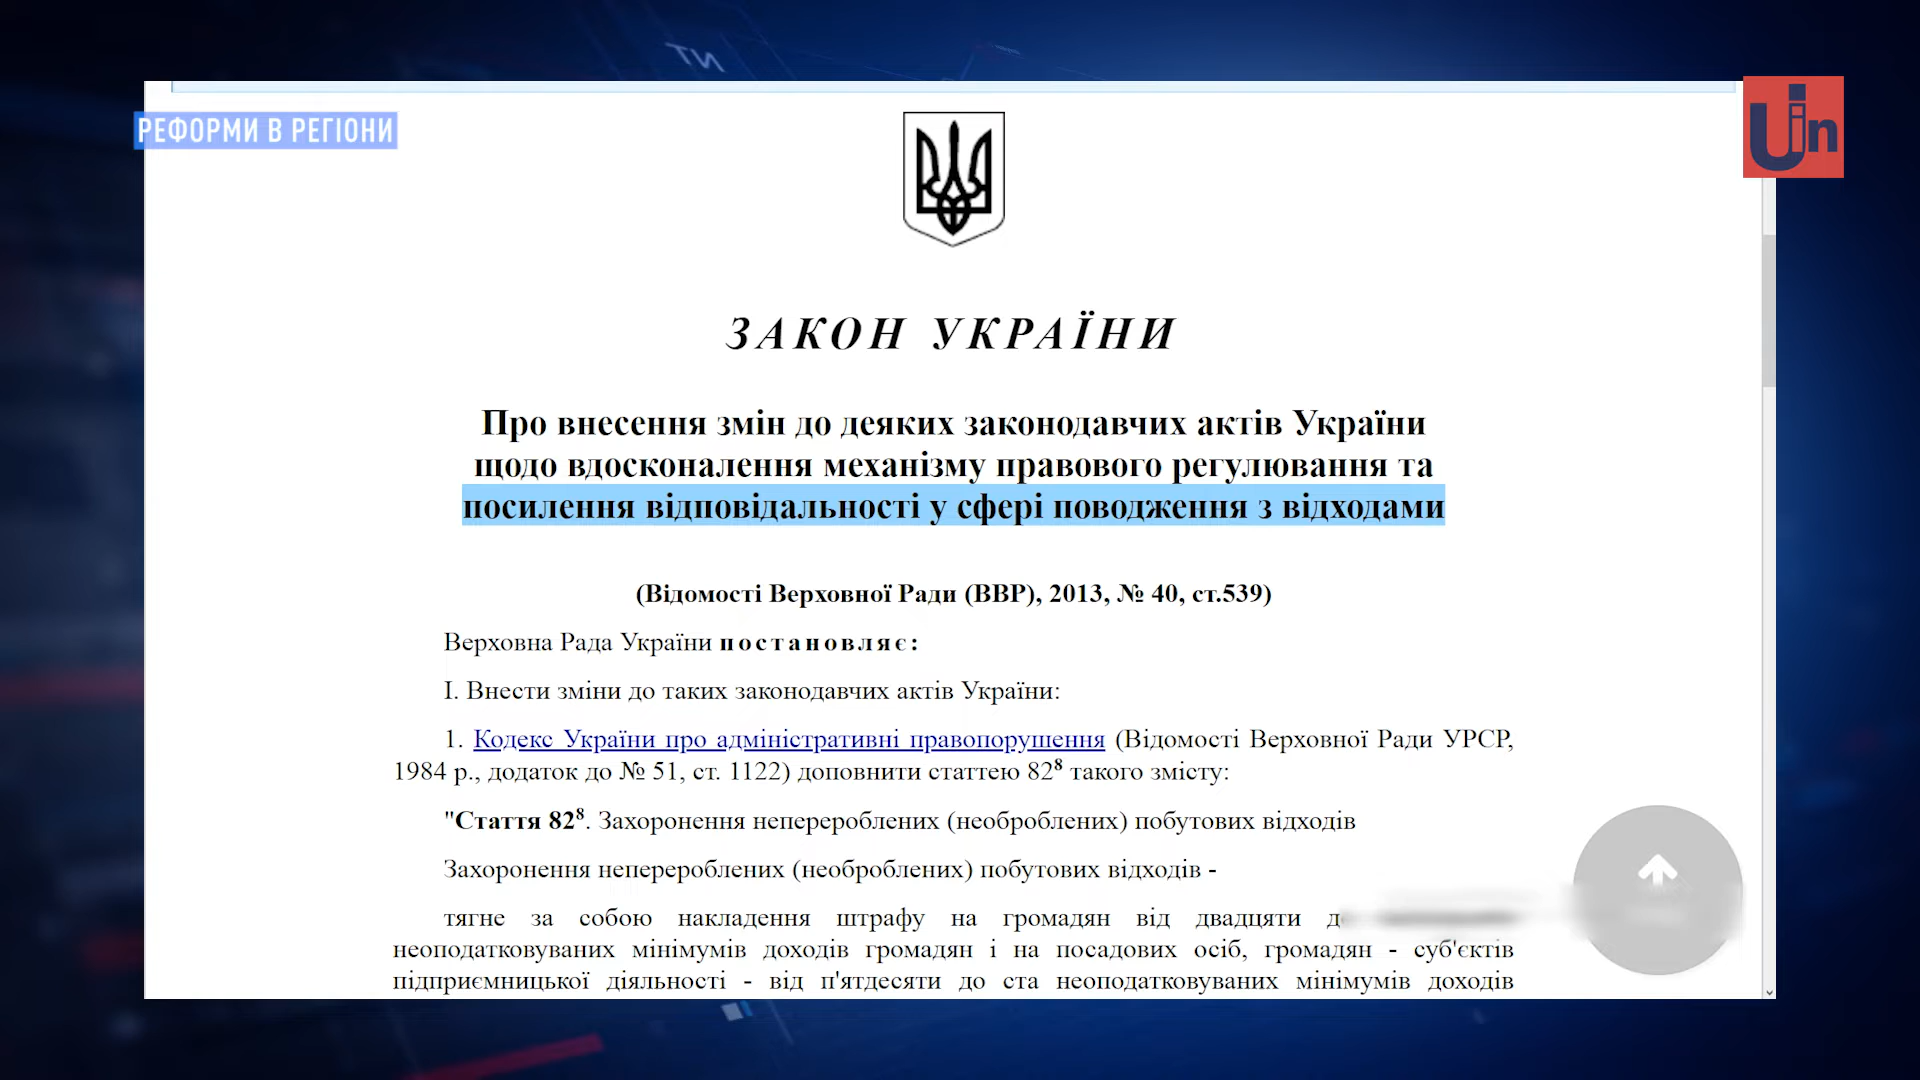 ТИ
РЕФОРМИ В РЕГІОНИ
Uin
ЗАКОН УКРАЇНИ
Про внесення змін до деяких законодавчих актів України
щодо вдосконалення механізму правового регулювання та
посилення відповідальності у сфері поводження з відходами
(Відомості Верховної Ради (ВВР), 2013, № 40, ст.539)
Верховна Рада України постановляє:
I. Внести зміни до таких законодавчих актів України:
1. Кодекс України про адміністративні правопорушення (Відомості Верховної Ради УРСР,
1984 р., додаток до № 51, ст. 1122) доповнити статтею 82⁸ такого змісту:
"Стаття 82⁸. Захоронення неперероблених (необроблених) побутових відходів
Захоронення неперероблених (необроблених) побутових відходів -
тягне за собою накладення штрафу на громадян від двадцяти
неоподатковуваних мінімумів доходів громадян і на посадових осіб, громадян - суб'єктів
підприємницької діяльності - від п'ятдесяти до ста неоподатковуваних мінімумів доходів